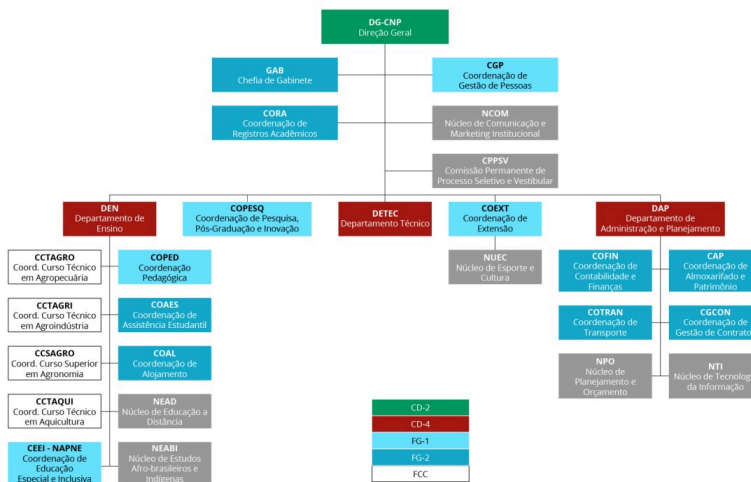 DG-CNP
Direção Geral
GAB
Chefia de Gabinete
CGP
Coordenação de
Gestão de Pessoas
CORA
Coordenação de
Registros Acadêmicos
NCOM
Núcleo de Comunicação e
Marketing Institucional
CPPSV
Comissão Permanente de
Processo Seletivo e Vestibular
DEN
Departamento de
Ensino
COPESQ
Coordenação de Pesquisa,
Pós-Graduação e Inovação
DETEC
Departamento Técnico
COEXT
Coordenação de
Extensão
DAP
Departamento de
Administração e Planejamento
CCTAGRO
Coord. Curso Técnico
em Agropecuária
COPED
Coordenação
Pedagógica
NUEC
Núcleo de Esporte e
Cultura
COFIN
Coordenação de
Contabilidade e
Finanças
CAP
Coordenação de
Almoxarifado e
Patrimônio
CCTAGRI
Coord. Curso Técnico
em Agroindústria
COAES
Coordenação de
Assistência Estudantil
COTRAN
Coordenação de
Transporte
CGCON
Coordenação de
Gestão de Contrato
CCSAGRO
Coord. Curso Superior
em Agronomia
COAL
Coordenação de
Alojamento
NPO
Núcleo de
Planejamento e
Orçamento
NTI
Núcleo de Tecnolog
da Informação
CCTAQUI
Coord. Curso Técnico
em Aquicultura
NEAD
Núcleo de Educação a
Distância
CEEI - NAPNE
Coordenação de
Educação
Especial e Inclusiva
NEABI
Núcleo de Estudos
Afro-brasileiros e
Indígenas
CD-2
CD-4
FG-1
FG-2
FCC